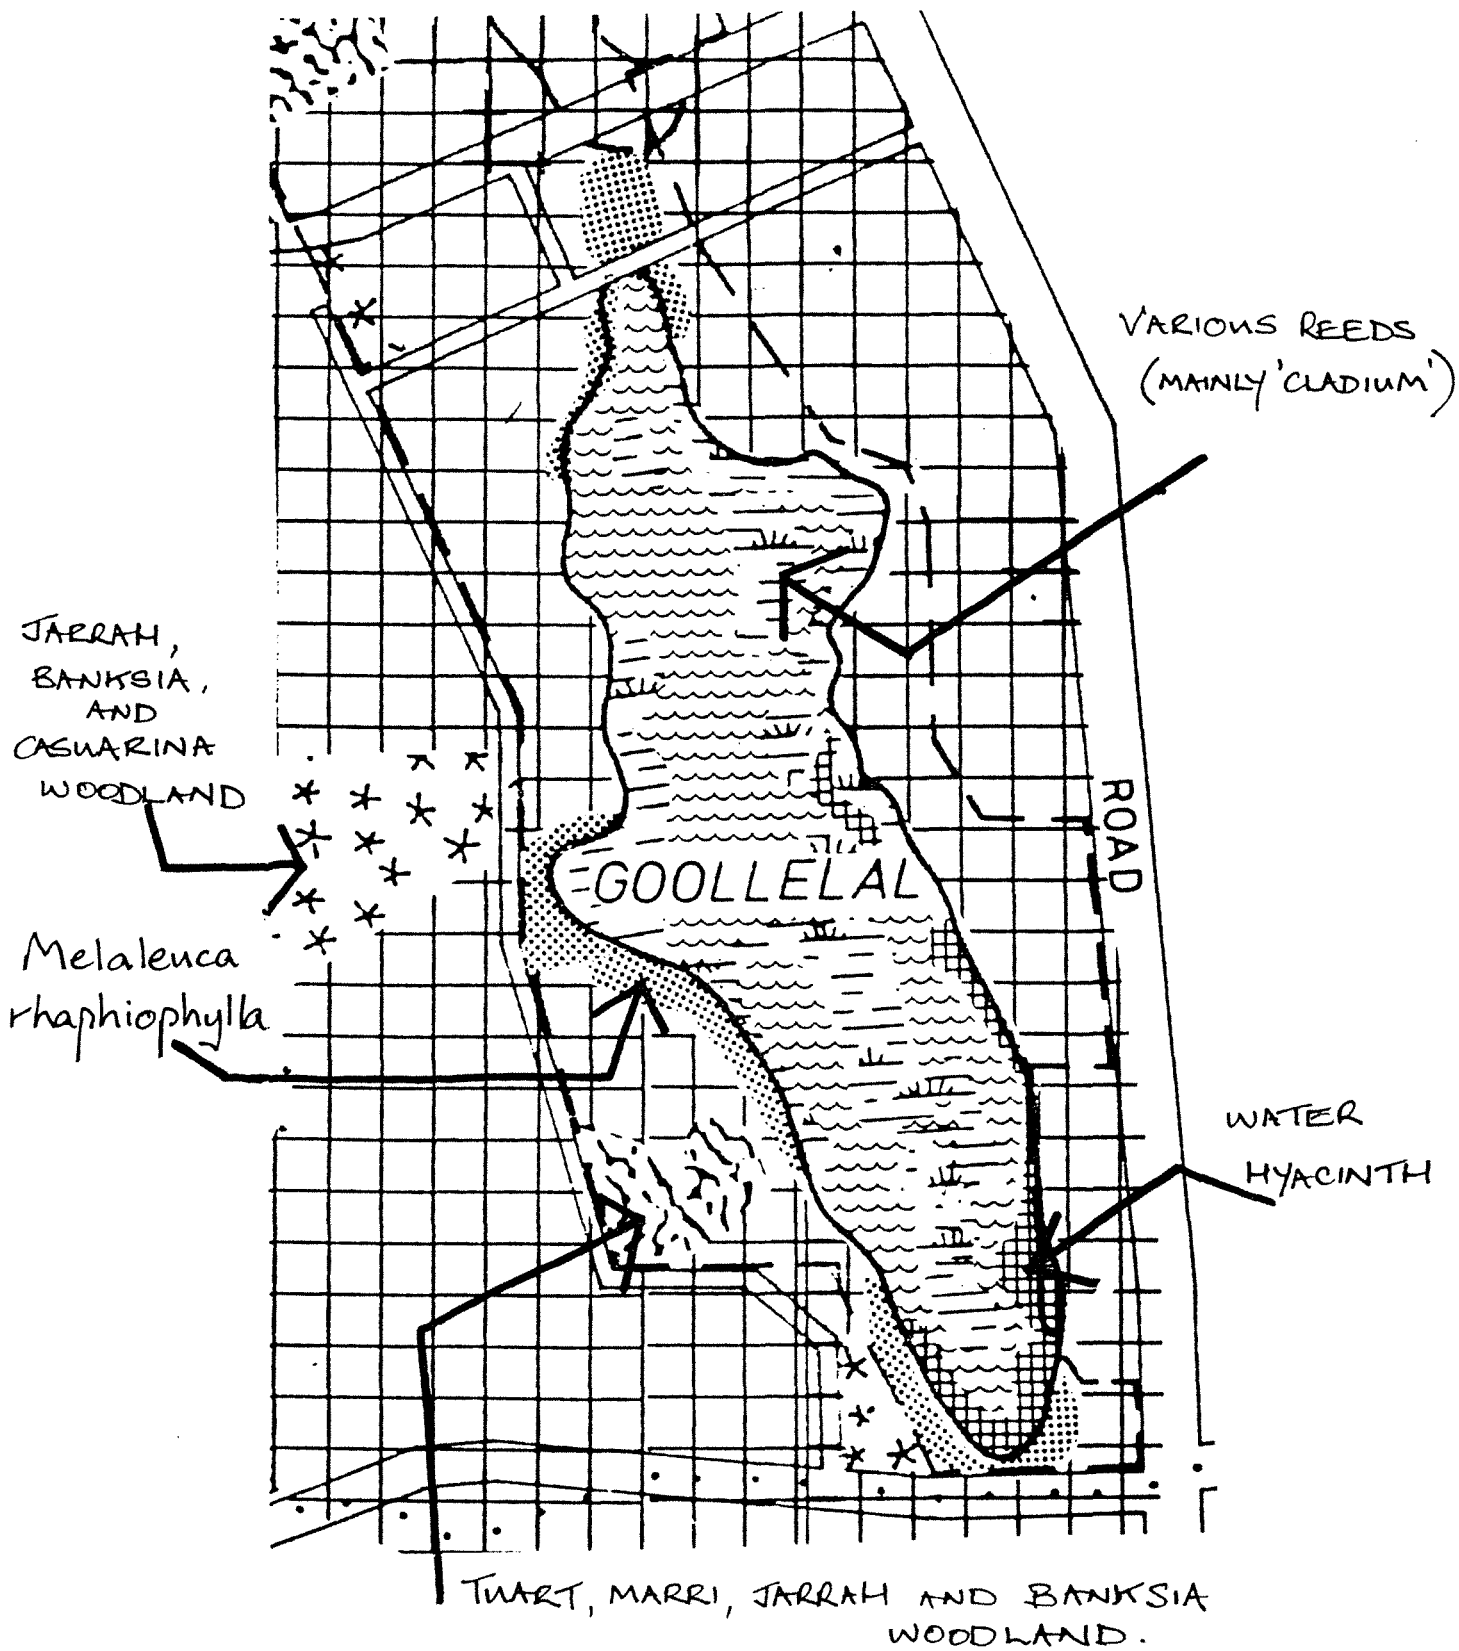 VARIOUS REEDS
(MAINLY 'CLADIUM')
JARRAH,
BANKSIA,
AND
CASUARINA
WOODLAND
ROAD
GOOLLELAL
Melaleuca
rhaphiophylla
WATER
HYACINTH
TUART, MARRI, JARRAH AND BANKSIA
WOODLAND.